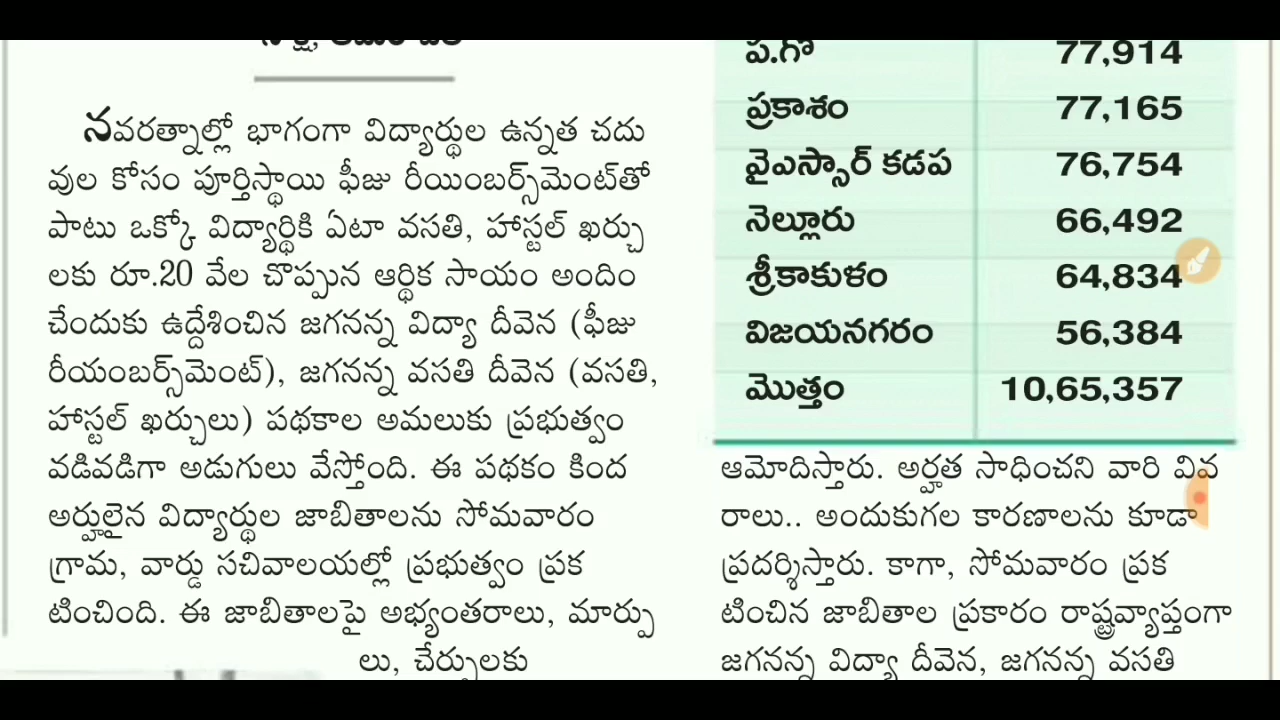 నవరత్నాల్లో భాగంగా విద్యార్థుల ఉన్నత చదు
వుల కోసం పూర్తిస్థాయి ఫీజు రీయింబర్స్‌మెంట్‌తో
పాటు ఒక్కో విద్యార్థికి ఏటా వసతి, హాస్టల్ ఖర్చు
లకు రూ.20 వేల చొప్పున ఆర్థిక సాయం అందిం
చేందుకు ఉద్దేశించిన జగనన్న విద్యా దీవెన (ఫీజు
రీయంబర్స్‌మెంట్), జగనన్న వసతి దీవెన (వసతి,
హాస్టల్ ఖర్చులు) పథకాల అమలుకు ప్రభుత్వం
వడివడిగా అడుగులు వేస్తోంది. ఈ పథకం కింద
అర్హులైన విద్యార్థుల జాబితాలను సోమవారం
గ్రామ, వార్డు సచివాలయల్లో ప్రభుత్వం ప్రక
టించింది. ఈ జాబితాలపై అభ్యంతరాలు, మార్పు
లు, చేర్పులకు
ప.గో 77,914
ప్రకాశం 77,165
వైఎస్సార్ కడప 76,754
నెల్లూరు 66,492
శ్రీకాకుళం 64,834
విజయనగరం 56,384
మొత్తం 10,65,357
ఆమోదిస్తారు. అర్హత సాధించని వారి వివ
రాలు.. అందుకుగల కారణాలను కూడా
ప్రదర్శిస్తారు. కాగా, సోమవారం ప్రక
టించిన జాబితాల ప్రకారం రాష్ట్రవ్యాప్తంగా
జగనన్న విద్యా దీవెన, జగనన్న వసతి